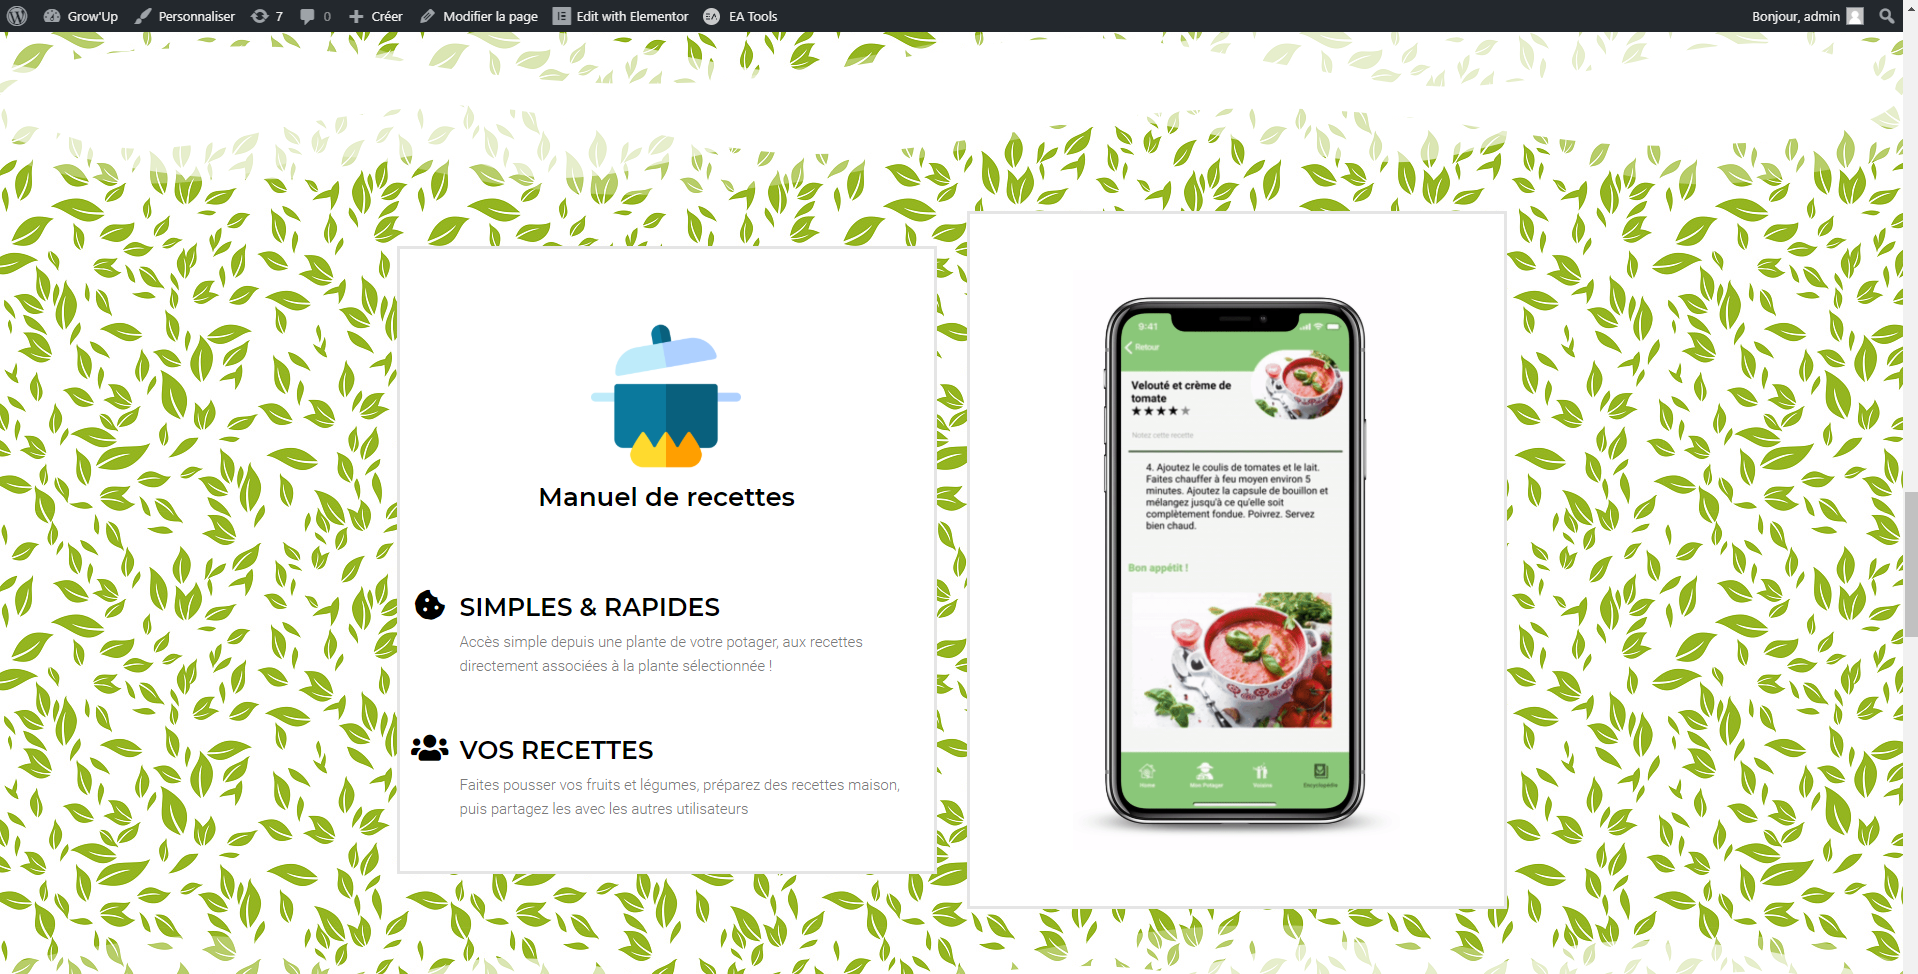 Grow'Up Personnaliser 7 0 Créer Modifier la page Edit with Elementor EA Tools Bonjour, admin
Manuel de recettes
SIMPLES & RAPIDES
Accès simple depuis une plante de votre potager, aux recettes
directement associées à la plante sélectionnée !
VOS RECETTES
Faites pousser vos fruits et légumes, préparez des recettes maison,
puis partagez les avec les autres utilisateurs
9:41
Retour
Velouté et crème de
tomate
Notez cette recette
4. Ajoutez le coulis de tomates et le lait.
Faites chauffer à feu moyen environ 5
minutes. Ajoutez la capsule de bouillon et
mélangez jusqu'à ce qu'elle soit
complètement fondue. Poivrez. Servez
bien chaud.
Bon appétit !
Home Mon Potager Voisins Encyclopédie